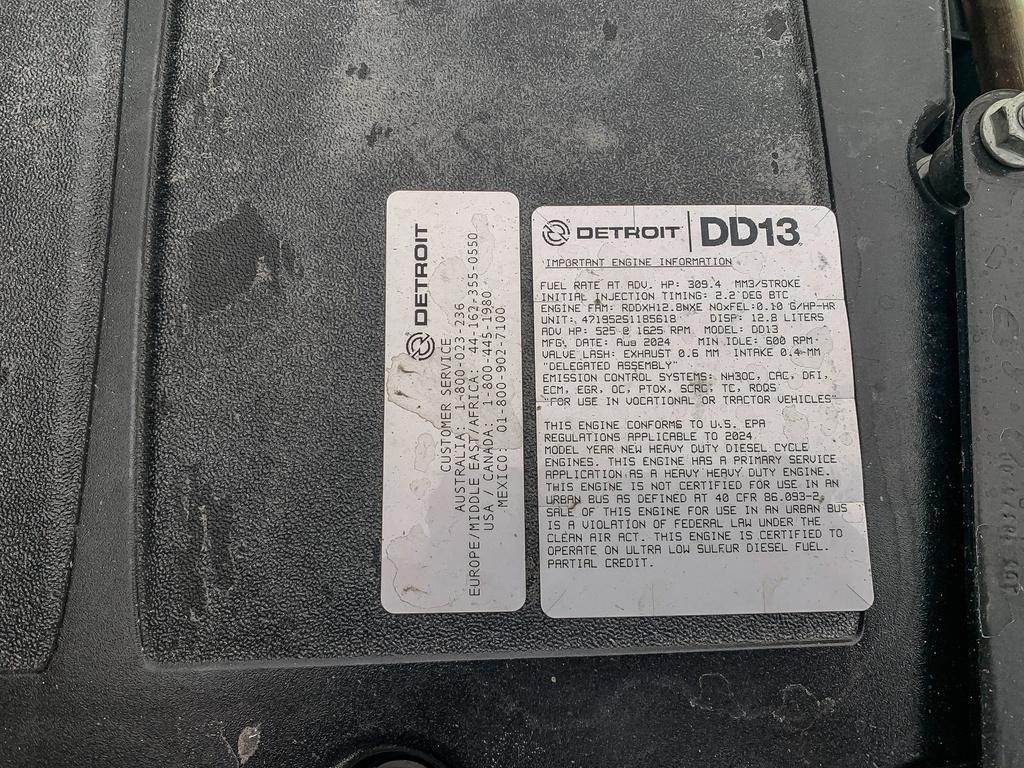 DETROIT
CUSTOMER SERVICE
AUSTRALIA: 1-800-023-236
EUROPE/MIDDLE EAST/AFRICA: 44-162-355-0550
USA / CANADA: 1-800-445-1980
MEXICO: 01-800-902-7100
DETROIT DD13
IMPORTANT ENGINE INFORMATION
FUEL RATE AT ADV. HP: 309.4 MM3/STROKE
INITIAL INJECTION TIMING: 2.2 DEG BTC
ENGINE FAM: RDDXH12.8NXE NOxFEL:0.10 G/HP-HR
UNIT: 471952S1185618 DISP: 12.8 LITERS
ADV HP: 525 @ 1625 RPM MODEL: DD13
MFG. DATE: Aug 2024 MIN IDLE: 600 RPM
VALVE LASH: EXHAUST 0.6 MM INTAKE 0.4 MM
"DELEGATED ASSEMBLY"
EMISSION CONTROL SYSTEMS: NH3OC, CAC, DFI,
ECM, EGR, OC, PTOX, SCRC, TC, RDQS
"FOR USE IN VOCATIONAL OR TRACTOR VEHICLES"
THIS ENGINE CONFORMS TO U.S. EPA
REGULATIONS APPLICABLE TO 2024
MODEL YEAR NEW HEAVY DUTY DIESEL CYCLE
ENGINES. THIS ENGINE HAS A PRIMARY SERVICE
APPLICATION AS A HEAVY HEAVY DUTY ENGINE.
THIS ENGINE IS NOT CERTIFIED FOR USE IN AN
URBAN BUS AS DEFINED AT 40 CFR 86.093-2.
SALE OF THIS ENGINE FOR USE IN AN URBAN BUS
IS A VIOLATION OF FEDERAL LAW UNDER THE
CLEAN AIR ACT. THIS ENGINE IS CERTIFIED TO
OPERATE ON ULTRA LOW SULFUR DIESEL FUEL.
PARTIAL CREDIT.